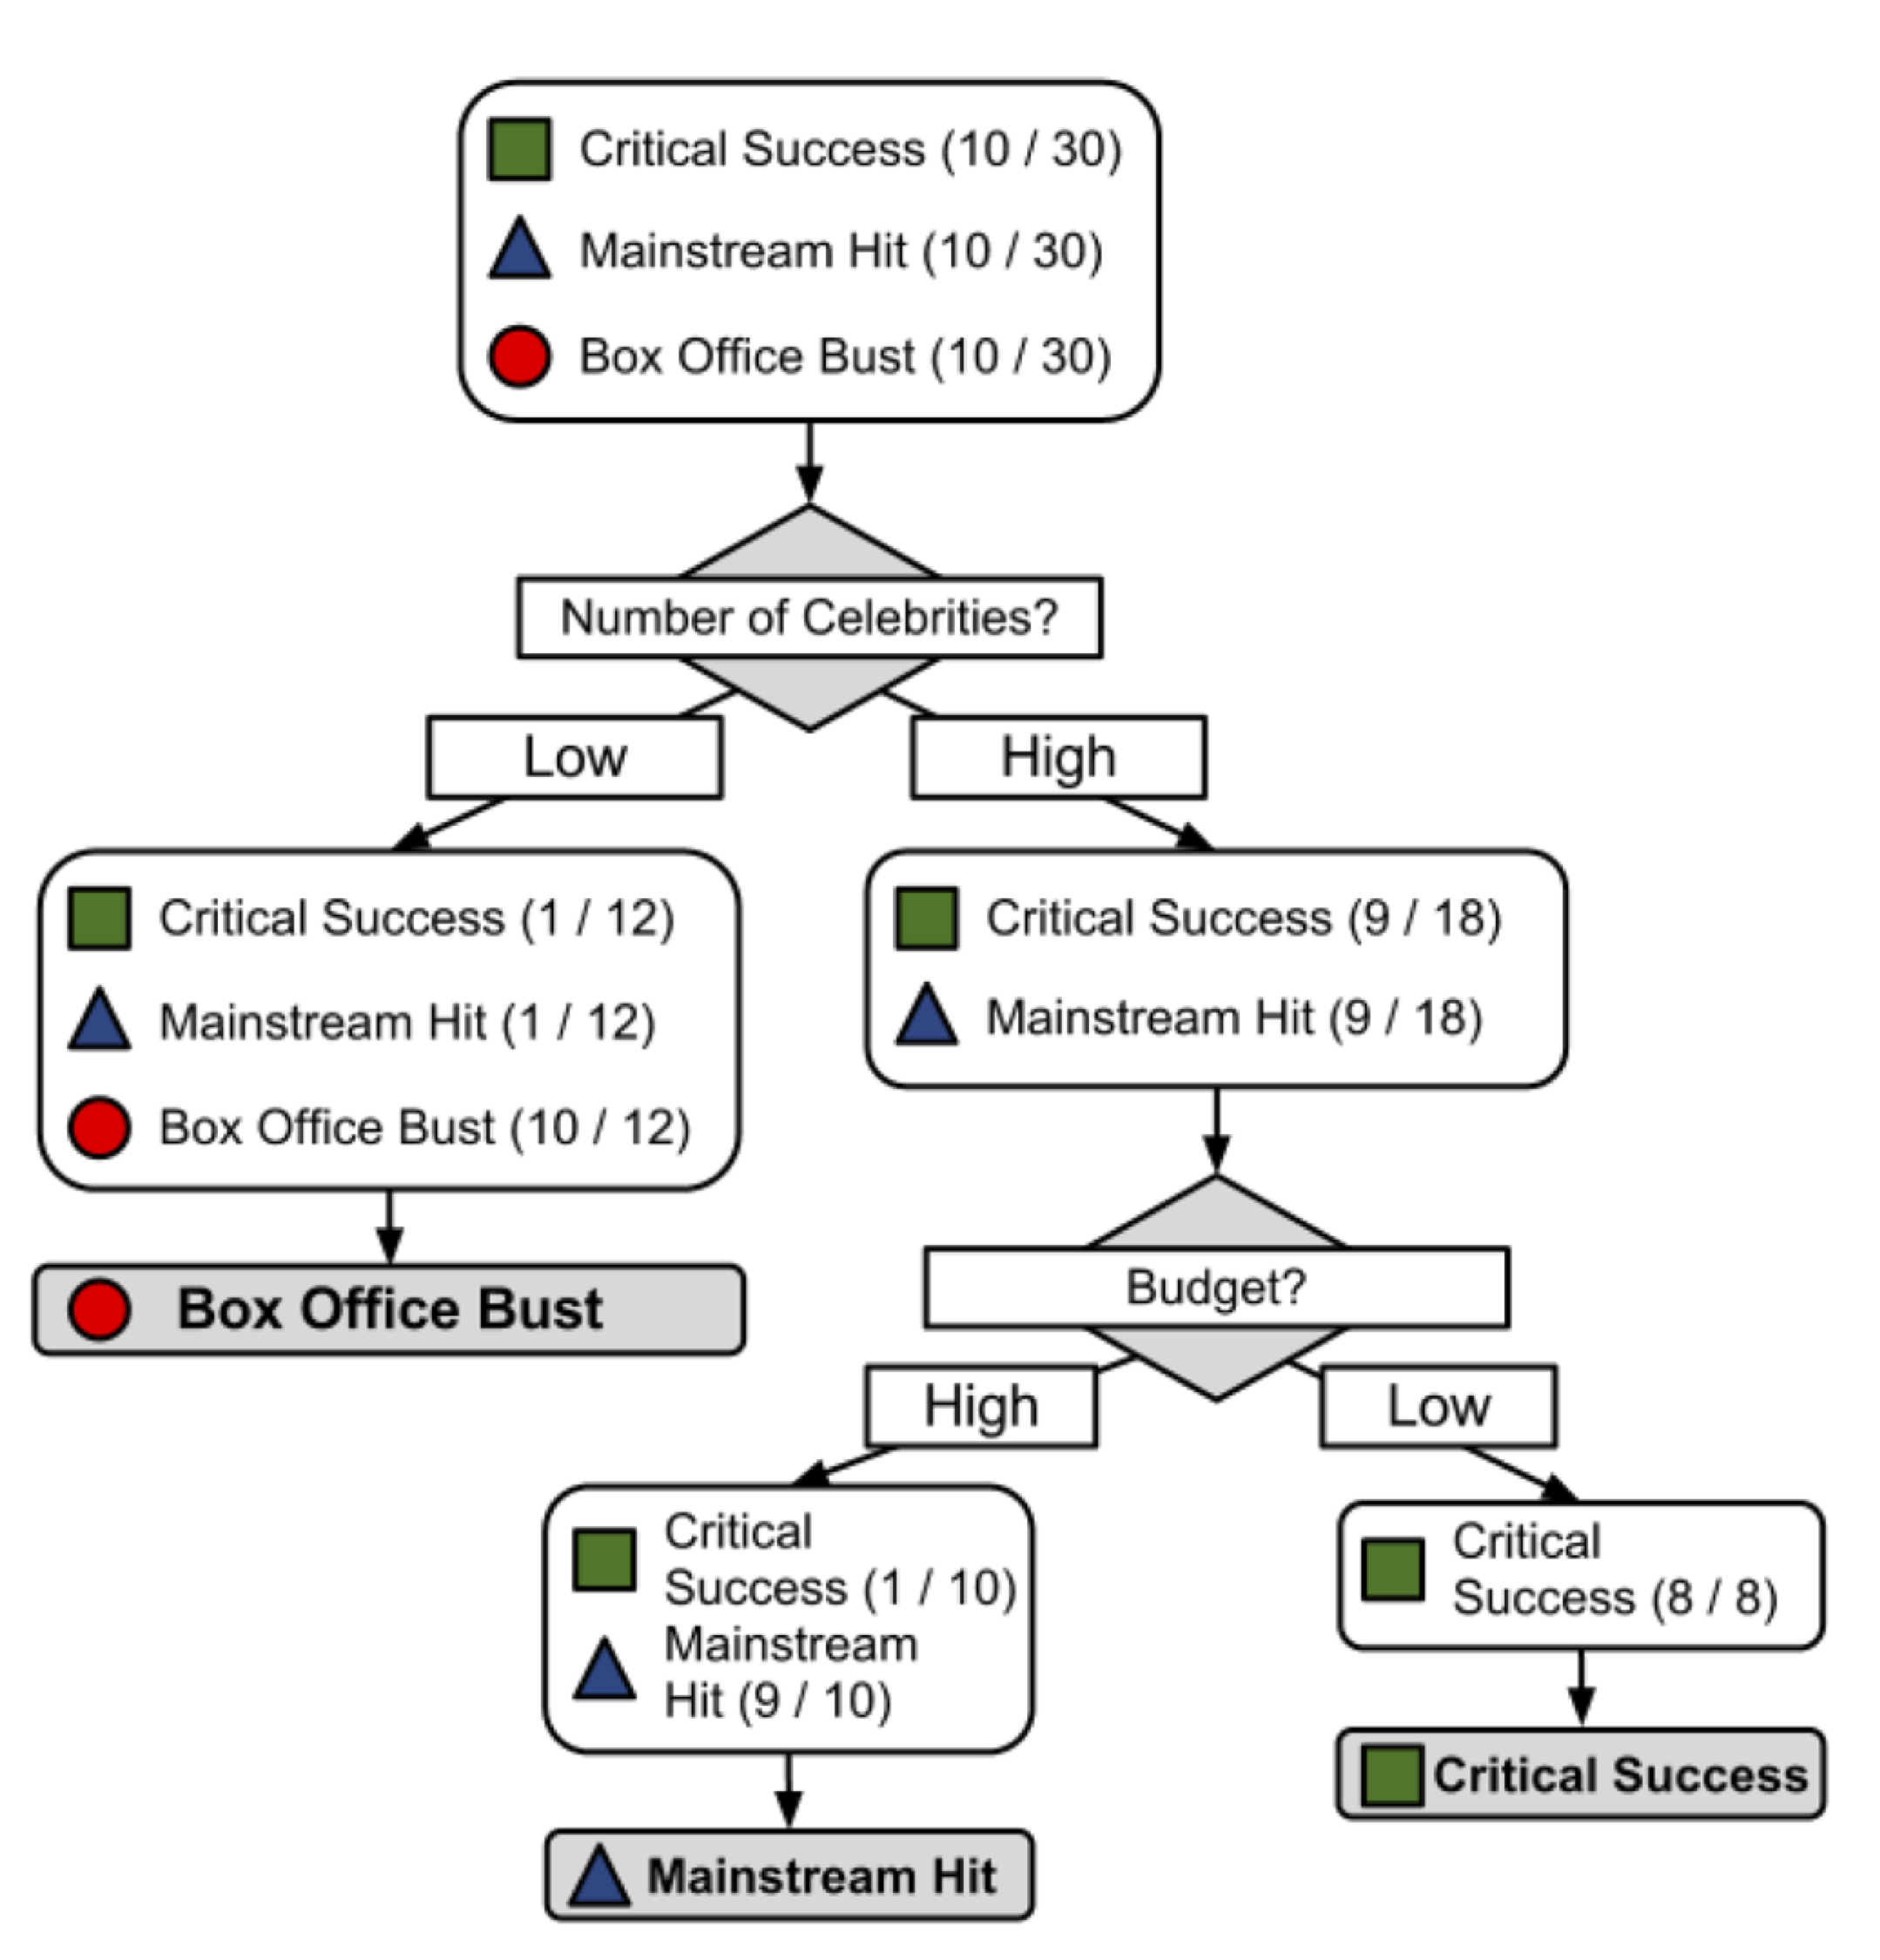 Critical Success (10 / 30)
Mainstream Hit (10 / 30)
Box Office Bust (10 / 30)
Number of Celebrities?
Low
High
Critical Success (1 / 12)
Mainstream Hit (1 / 12)
Box Office Bust (10 / 12)
Box Office Bust
Critical Success (9 / 18)
Mainstream Hit (9 / 18)
Budget?
High
Low
Critical
Success (1 / 10)
Mainstream
Hit (9 / 10)
Mainstream Hit
Critical
Success (8 / 8)
Critical Success